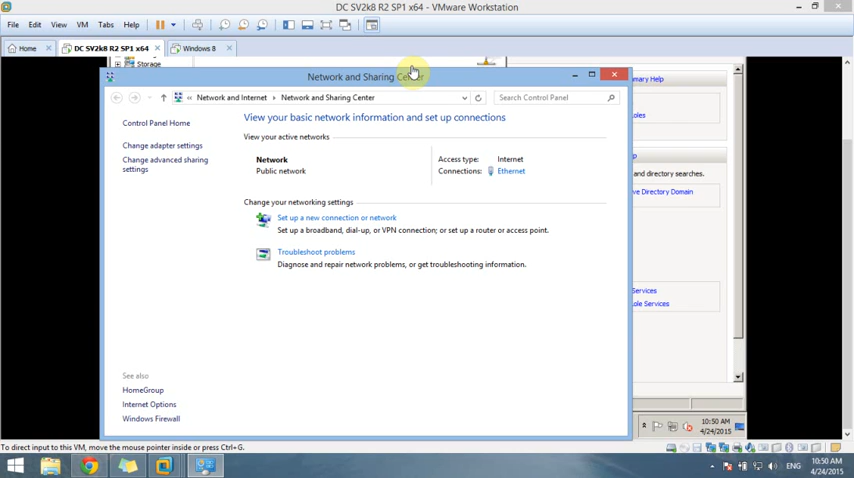 DC SV2k8 R2 SP1 x64 - VMware Workstation
File Edit View VM Tabs Help
Home DC SV2k8 R2 SP1 x64 Windows 8
Storage
Network and Sharing Center
mmary Help
Network and Internet Network and Sharing Center Search Control Panel
View your basic network information and set up connections
oles
Control Panel Home
View your active networks
Change adapter settings
Change advanced sharing
settings
Network
Public network
Access type: Internet
Connections: Ethernet
p
nd directory searches.
ve Directory Domain
Change your networking settings
Set up a new connection or network
Set up a broadband, dial-up, or VPN connection; or set up a router or access point.
Troubleshoot problems
Diagnose and repair network problems, or get troubleshooting information.
Services
ole Services
See also
HomeGroup
Internet Options
Windows Firewall
10:50 AM
4/24/2015
To direct input to this VM, move the mouse pointer inside or press Ctrl+G.
ENG
10:50 AM
4/24/2015